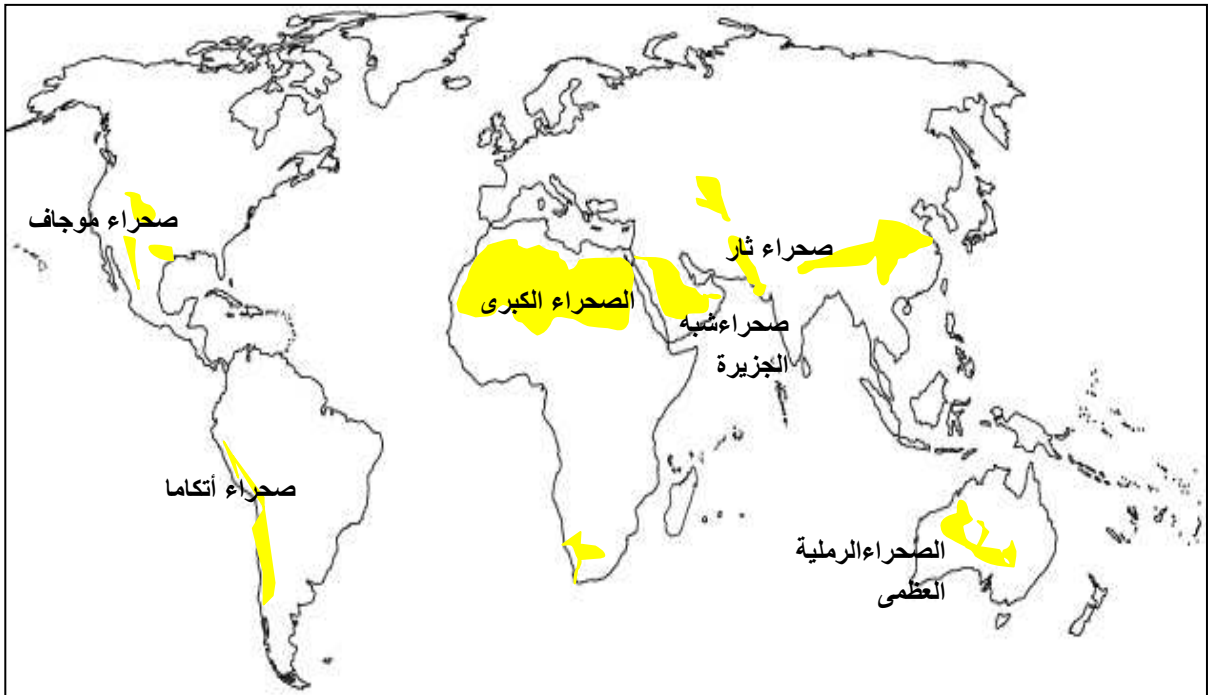 صحراء موجاف
صحراء ثار
الصحراء الكبرى
صحراءشبه
الجزيرة
صحراء أتكاما
الصحراءالرملية
العظمى